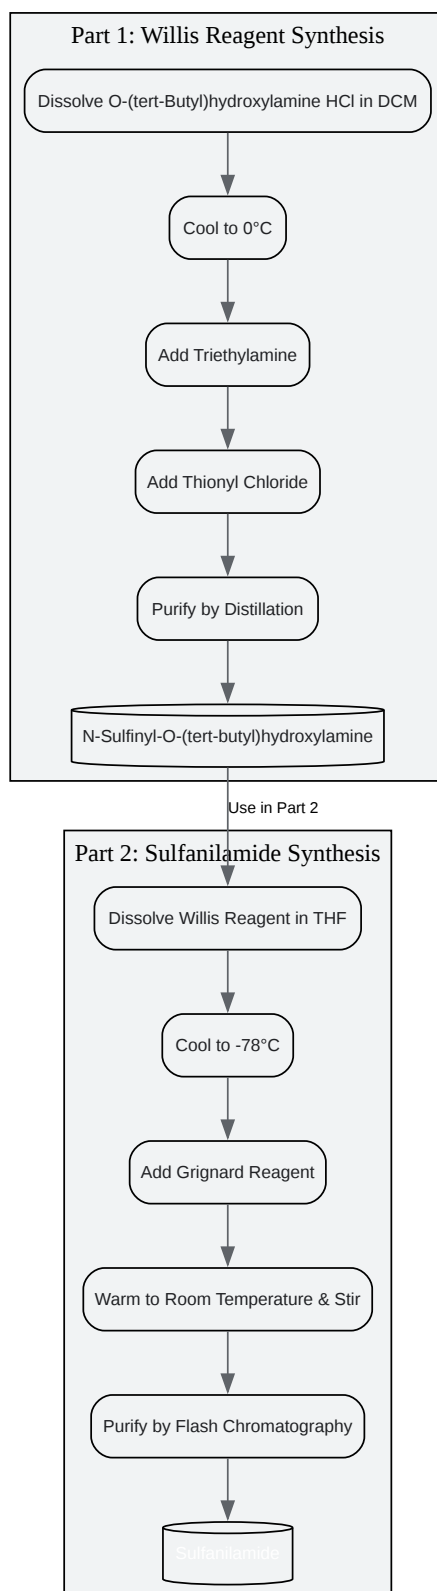 Part 1: Willis Reagent Synthesis
Dissolve O-(tert-Butyl)hydroxylamine HCl in DCM
Cool to 0°C
Add Triethylamine
Add Thionyl Chloride
Purify by Distillation
N-Sulfinyl-O-(tert-butyl)hydroxylamine
Use in Part 2
Part 2: Sulfanilamide Synthesis
Dissolve Willis Reagent in THF
Cool to -78°C
Add Grignard Reagent
Warm to Room Temperature & Stir
Purify by Flash Chromatography
Sulfanilamide